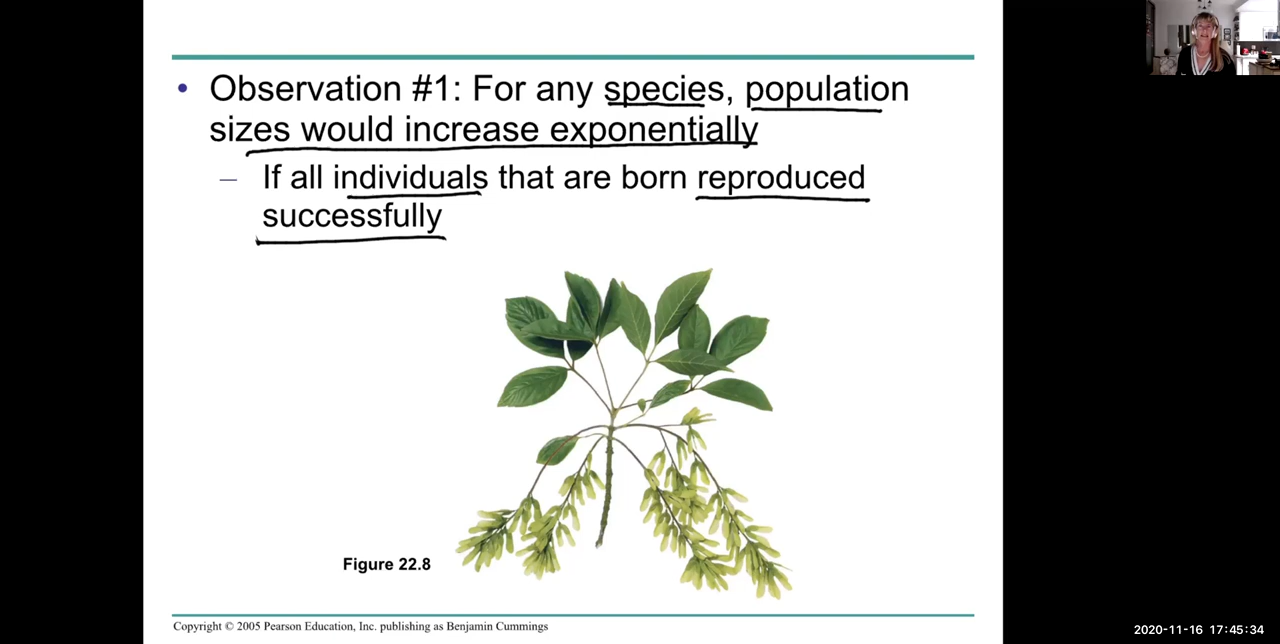 • Observation #1: For any species, population
sizes would increase exponentially
– If all individuals that are born reproduced
successfully
Figure 22.8
Copyright © 2005 Pearson Education, Inc. publishing as Benjamin Cummings
2020-11-16 17:45:34